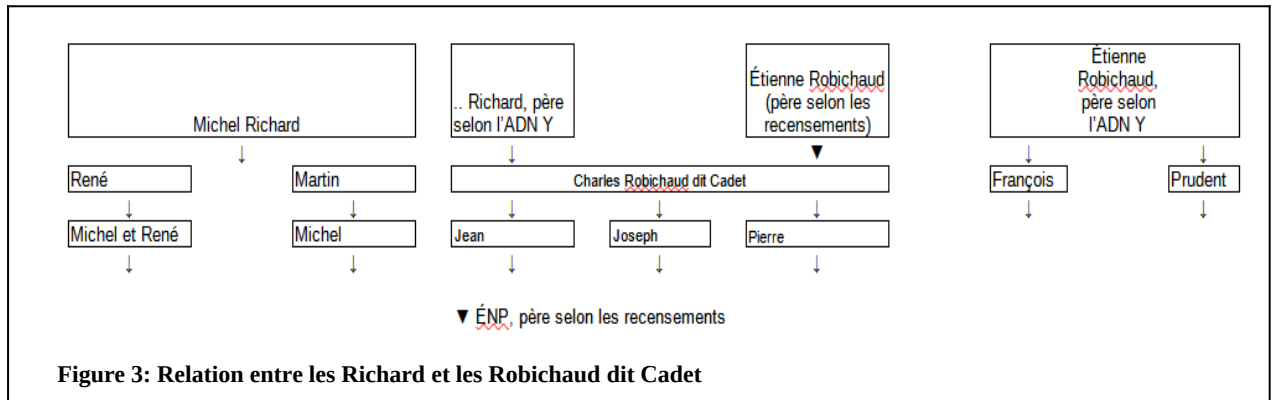 Michel Richard
.. Richard, père
selon l'ADN Y
Étienne Robichaud
(père selon les
recensements)
Étienne
Robichaud,
père selon
l'ADN Y
↓ ↓ ▼ ↓ ↓
René Martin Charles Robichaud dit Cadet François Prudent
↓ ↓ ↓ ↓ ↓ ↓ ↓
Michel et René Michel Jean Joseph Pierre
↓ ↓ ↓ ↓ ↓
▼ ÉNP, père selon les recensements
Figure 3: Relation entre les Richard et les Robichaud dit Cadet